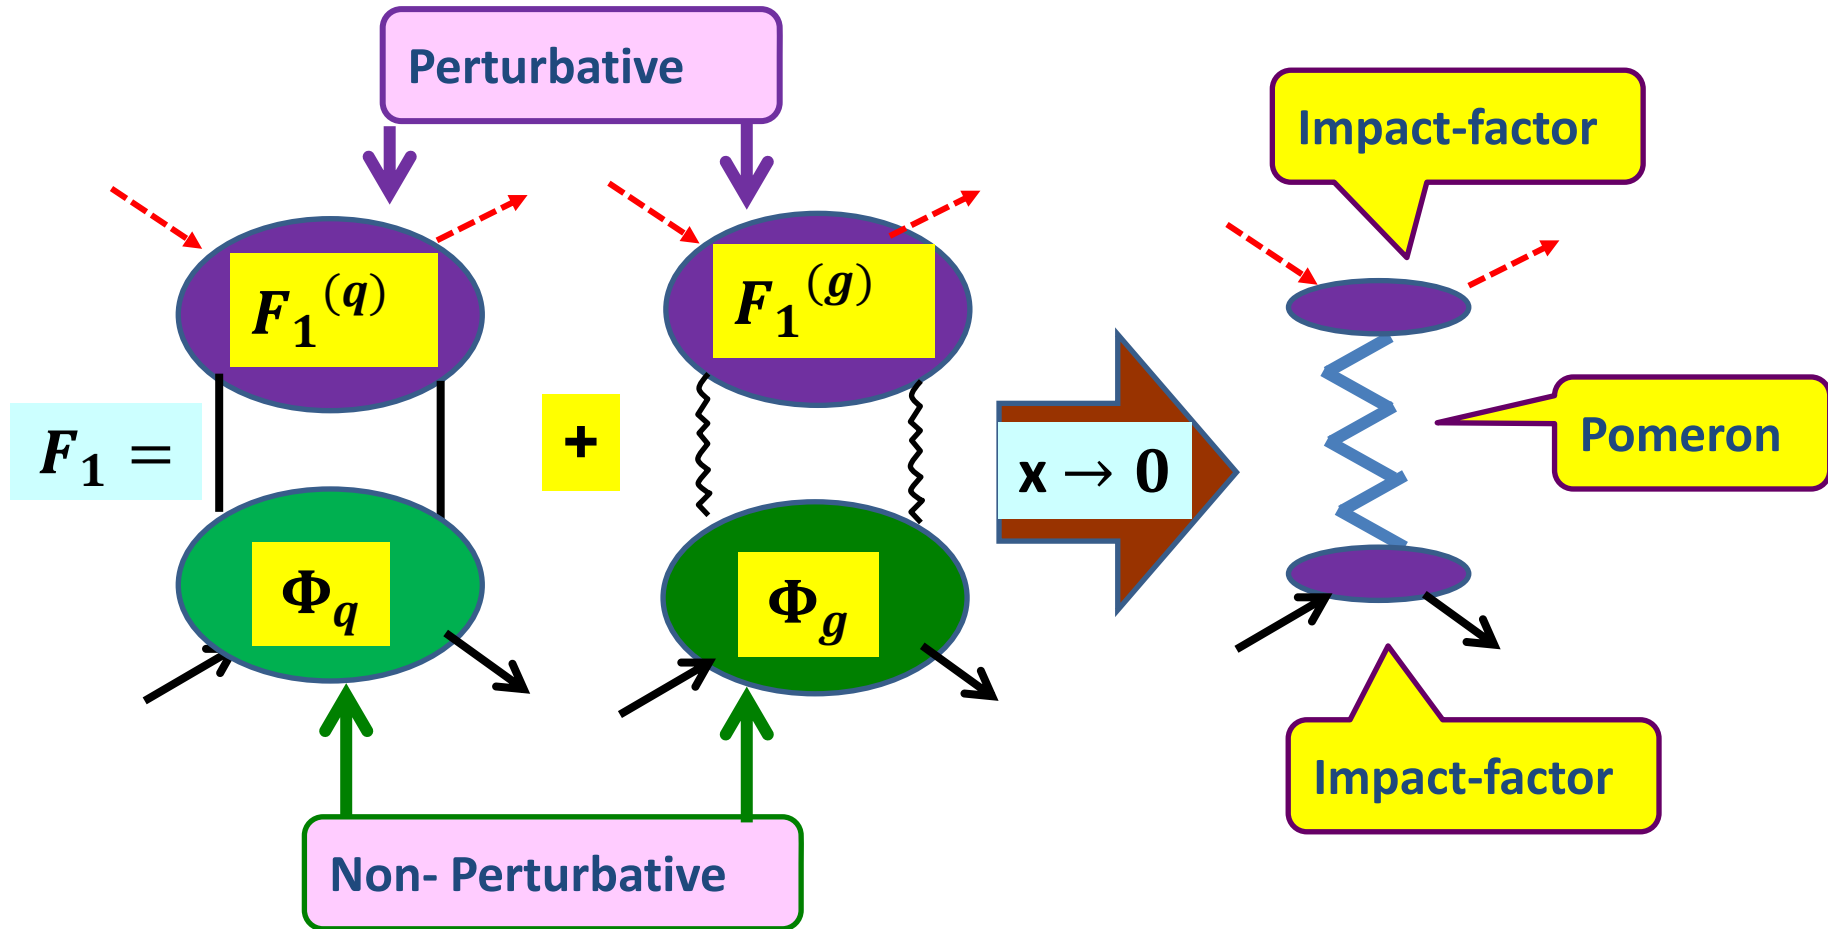 Perturbative
Impact-factor
F₁⁽q⁾
F₁⁽g⁾
F₁ =
+
x → 0
Pomeron
Φq
Φg
Impact-factor
Non- Perturbative